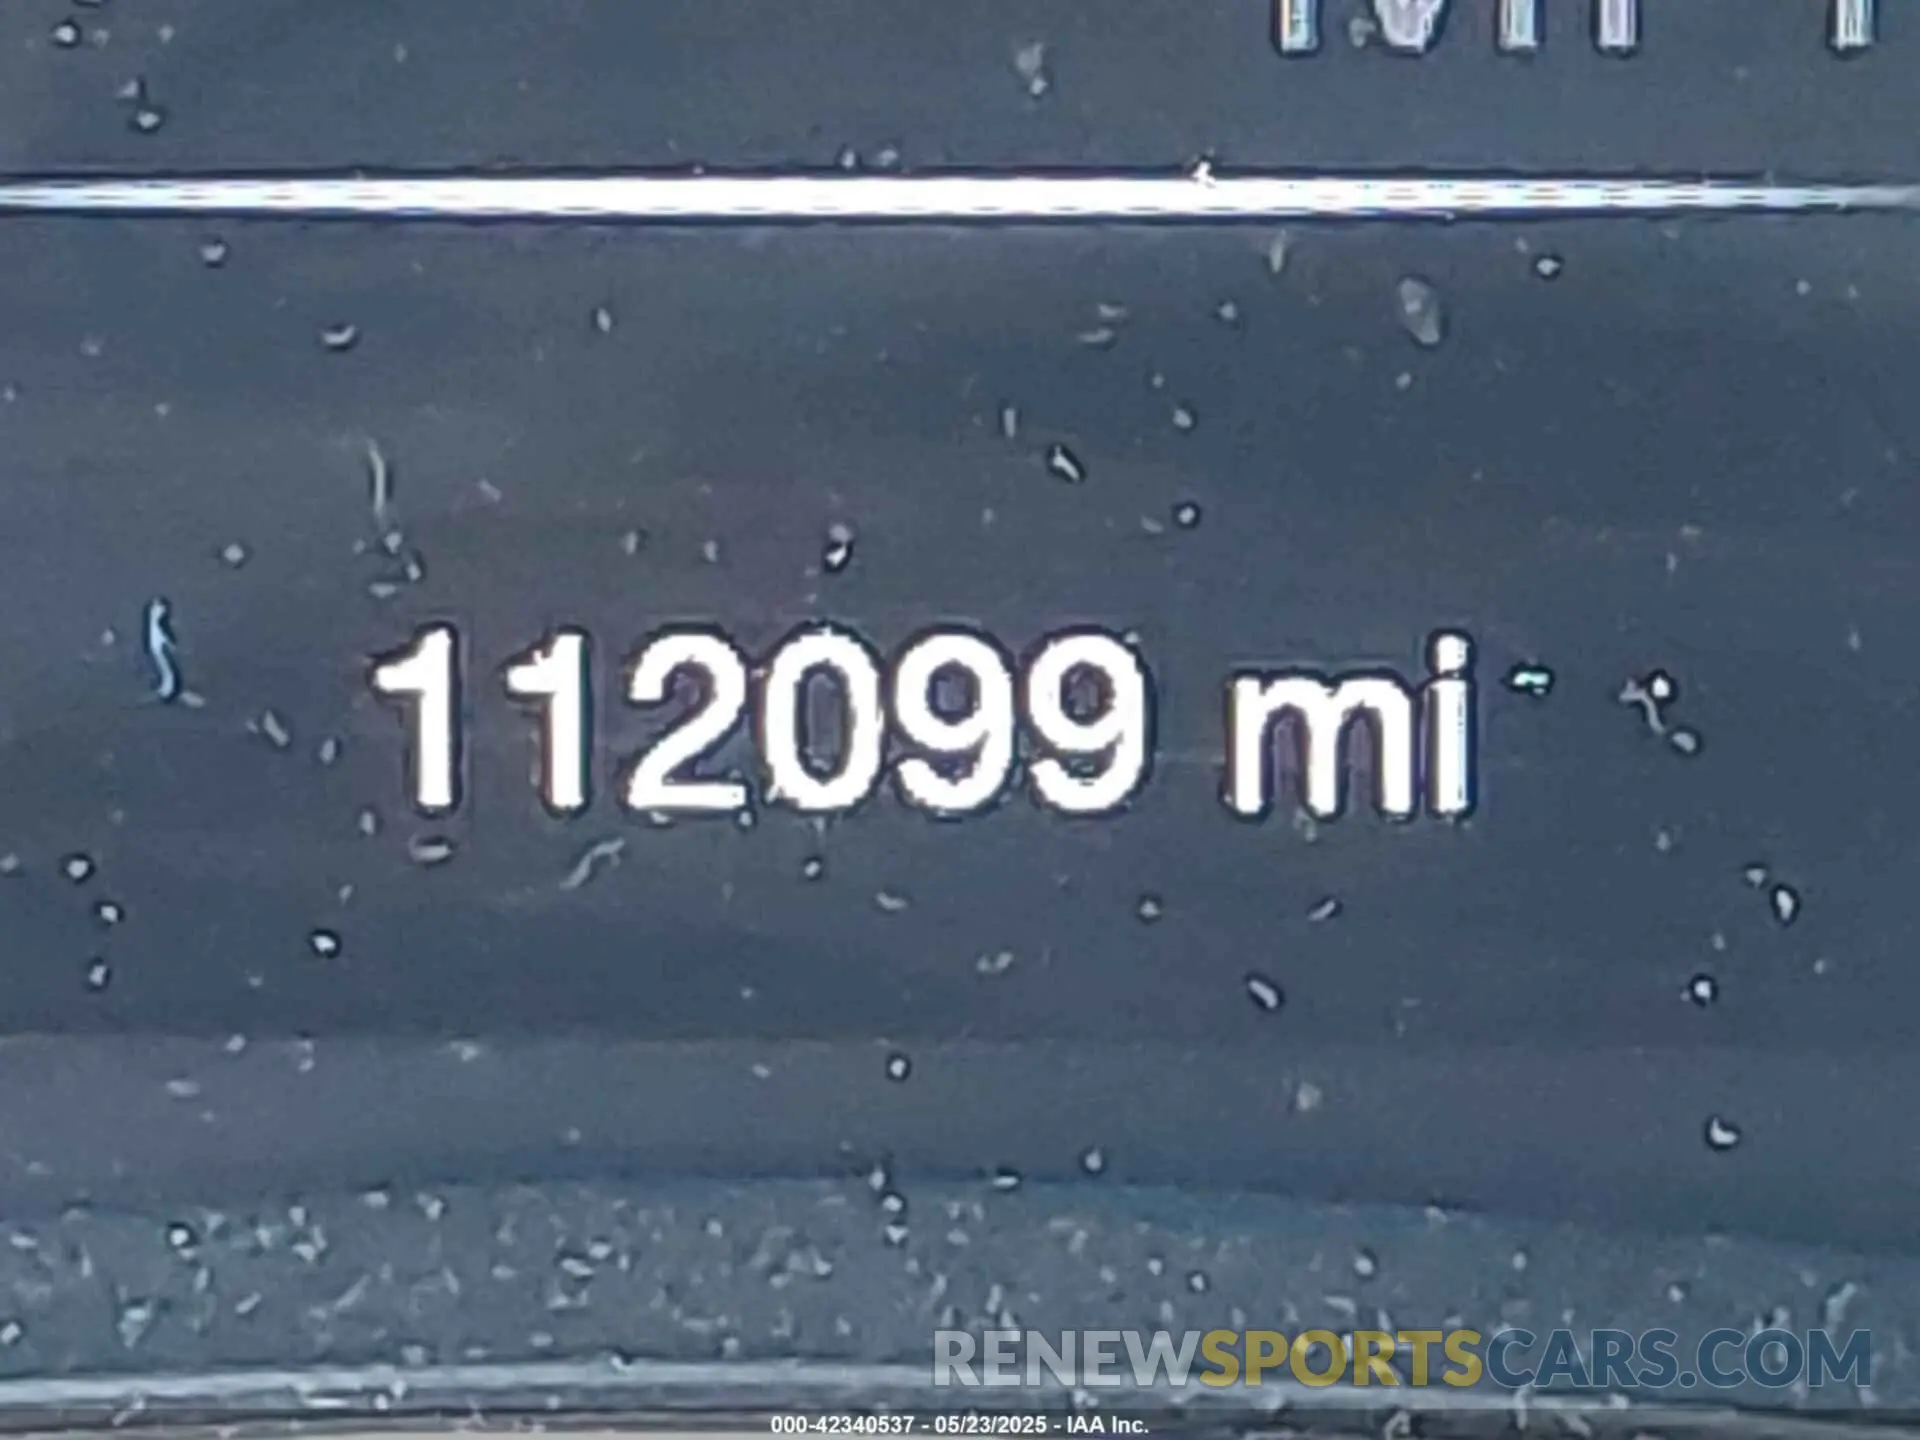 112099 mi
RENEWSPORTSCARS.COM
000-42340537 - 05/23/2025 - IAA Inc.